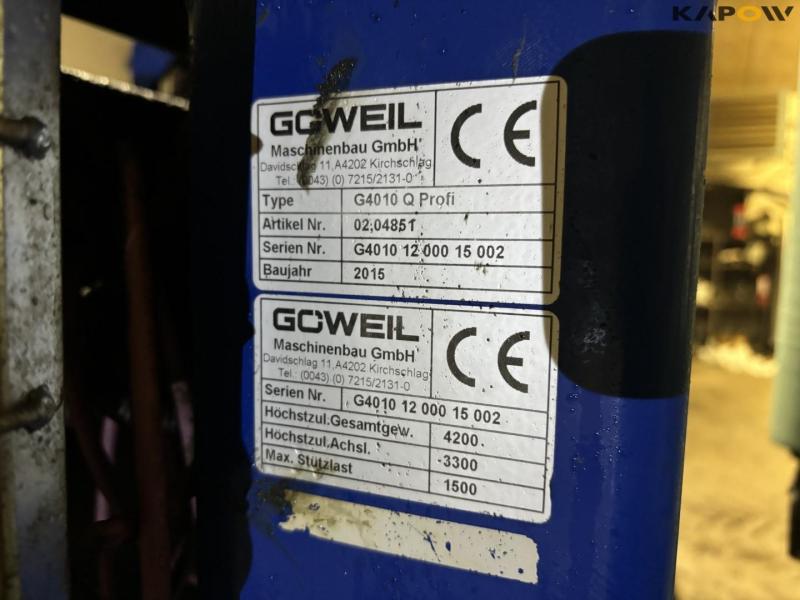 KAPOW
GÖWEIL
Maschinenbau GmbH
Davidschlag 11,A4202 Kirchschlag
Tel.: (0043) (0) 7215/2131-0
CE
Type G4010 Q Profi
Artikel Nr. 02.04851
Serien Nr. G4010 12 000 15 002
Baujahr 2015
GÖWEIL
Maschinenbau GmbH
Davidschlag 11,A4202 Kirchschlag
Tel.: (0043) (0) 7215/2131-0
CE
Serien Nr. G4010 12 000 15 002
Höchstzul.Gesamtgew. 4200
Höchstzul.Achsl. 3300
Max. Stützlast 1500